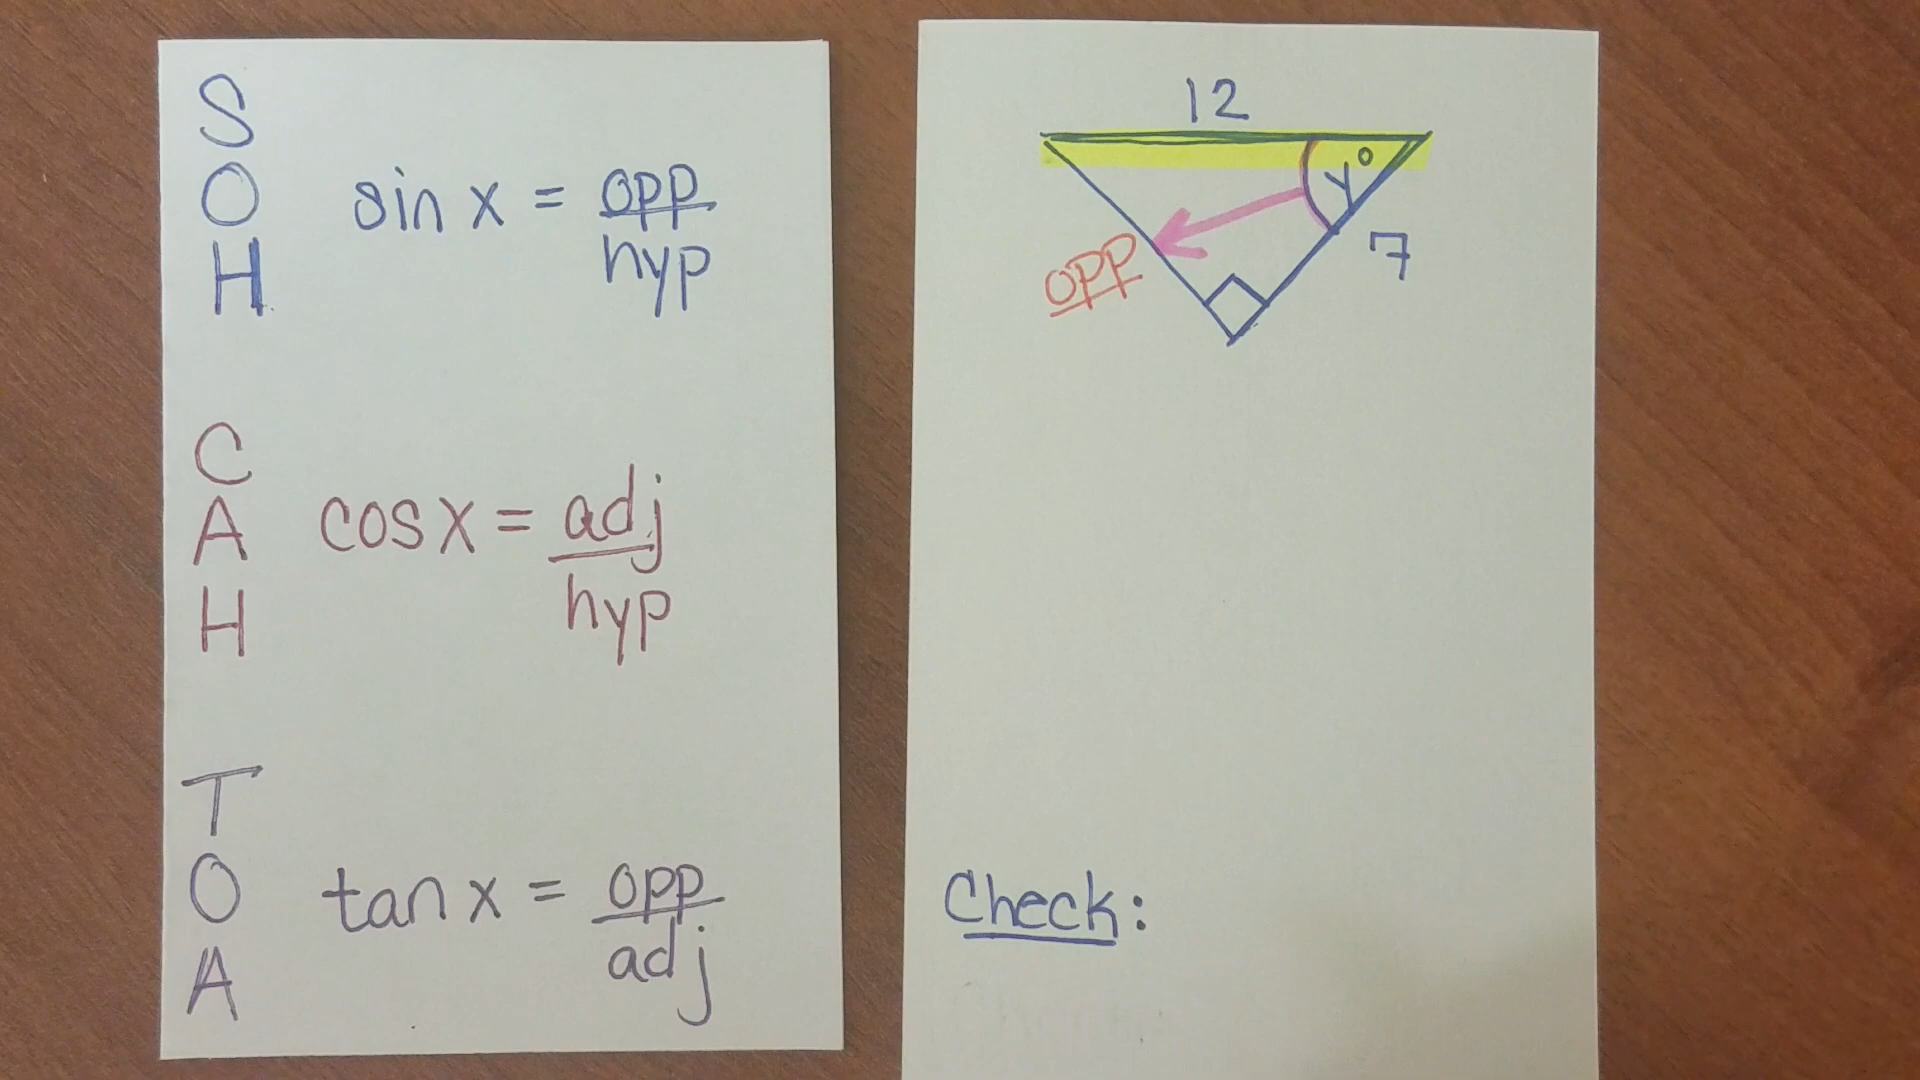 S
O
H
sin x = opp
hyp
C
A
H
cos x = adj
hyp
T
O
A
tan x = opp
adj
12
y°
7
opp
Check: